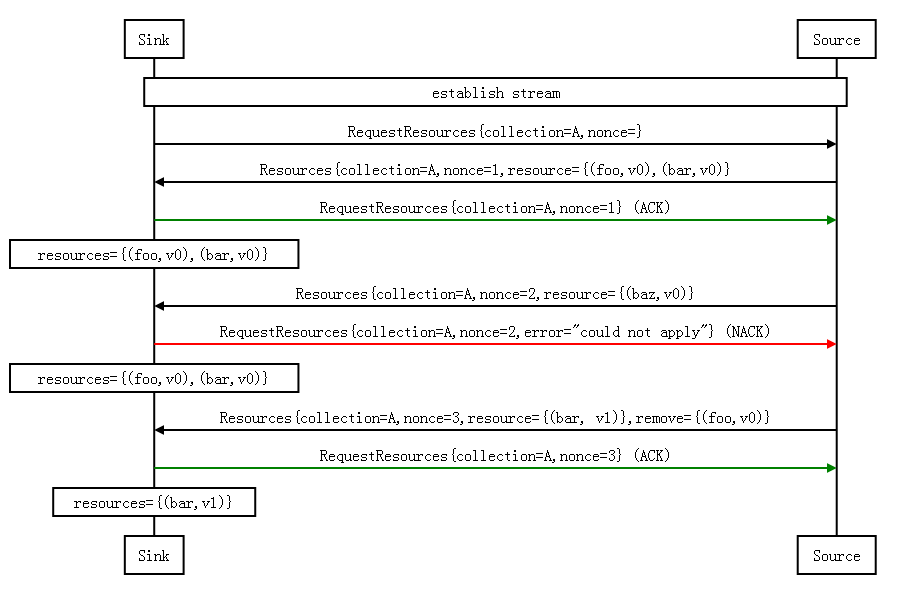 Sink Source
establish stream
RequestResources{collection=A,nonce=}
Resources{collection=A,nonce=1,resource={(foo,v0),(bar,v0)}
RequestResources{collection=A,nonce=1} (ACK)
resources={(foo,v0),(bar,v0)}
Resources{collection=A,nonce=2,resource={(baz,v0)}
RequestResources{collection=A,nonce=2,error="could not apply"} (NACK)
resources={(foo,v0),(bar,v0)}
Resources{collection=A,nonce=3,resource={(bar, v1)},remove={(foo,v0)}
RequestResources{collection=A,nonce=3} (ACK)
resources={(bar,v1)}
Sink Source